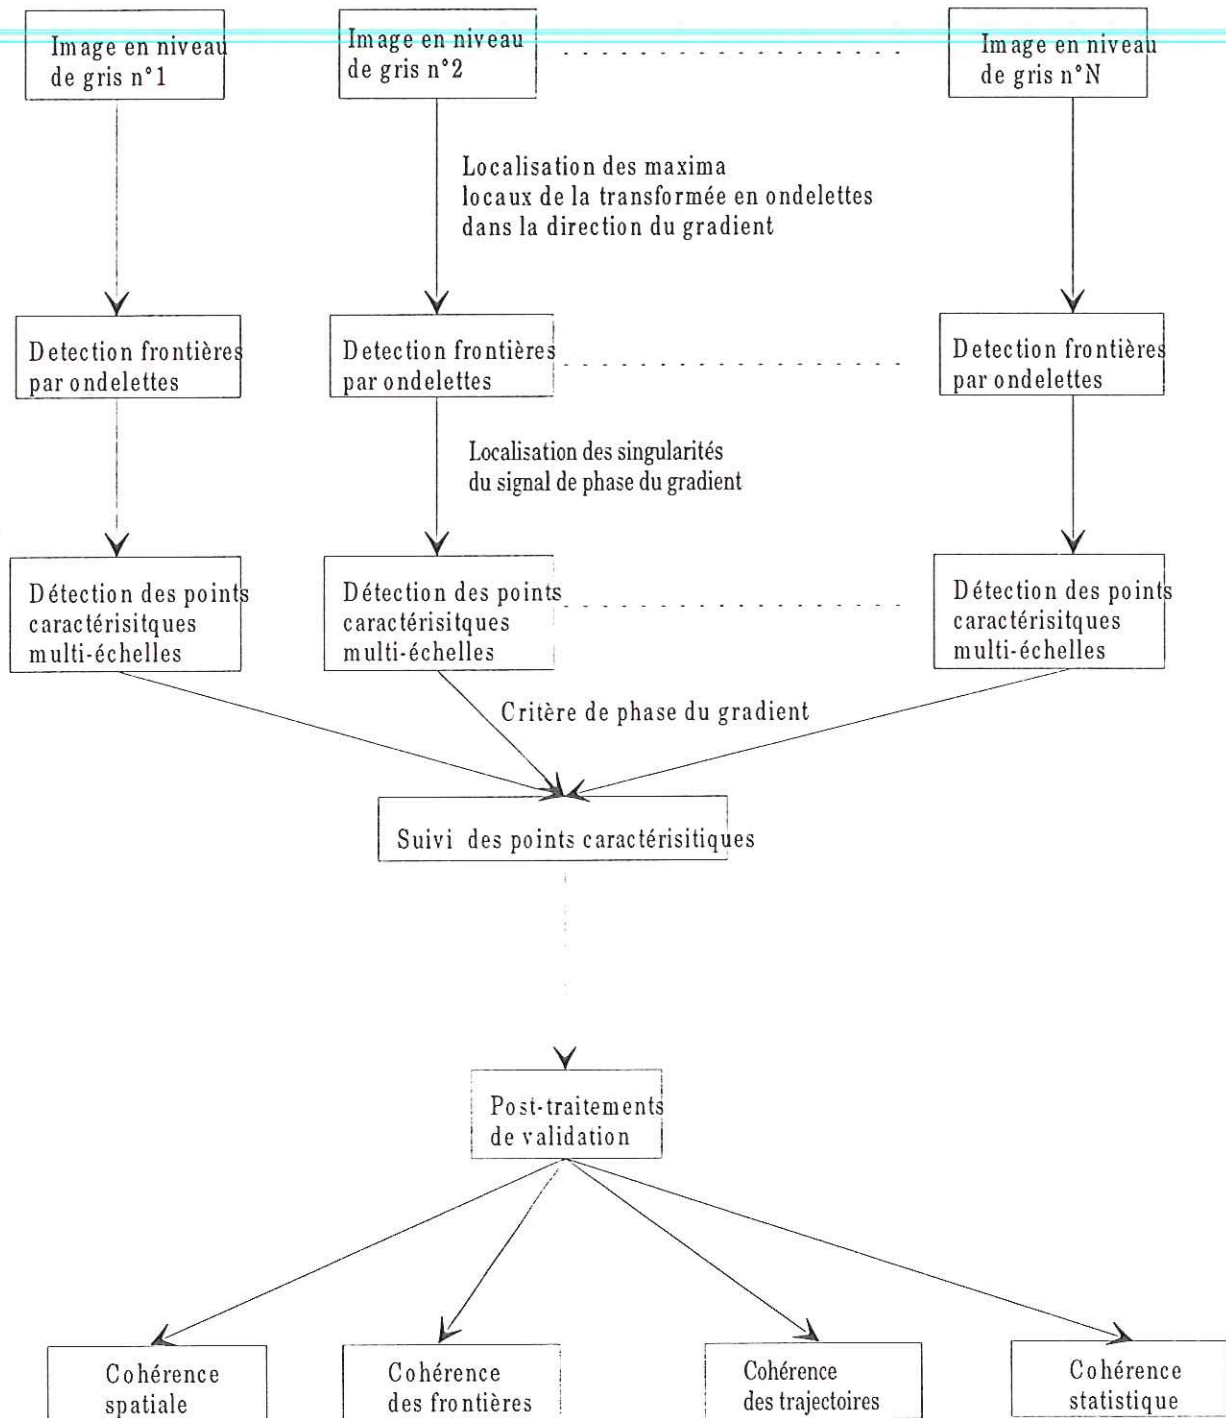 Image en niveau
de gris n°1
Image en niveau
de gris n°2
Image en niveau
de gris n°N
Localisation des maxima
locaux de la transformée en ondelettes
dans la direction du gradient
Detection frontières
par ondelettes
Detection frontières
par ondelettes
Detection frontières
par ondelettes
Localisation des singularités
du signal de phase du gradient
Détection des points
caractérisitques
multi-échelles
Détection des points
caractérisitques
multi-échelles
Détection des points
caractérisitques
multi-échelles
Critère de phase du gradient
Suivi des points caractérisitiques
Post-traitements
de validation
Cohérence
spatiale
Cohérence
des frontières
Cohérence
des trajectoires
Cohérence
statistique